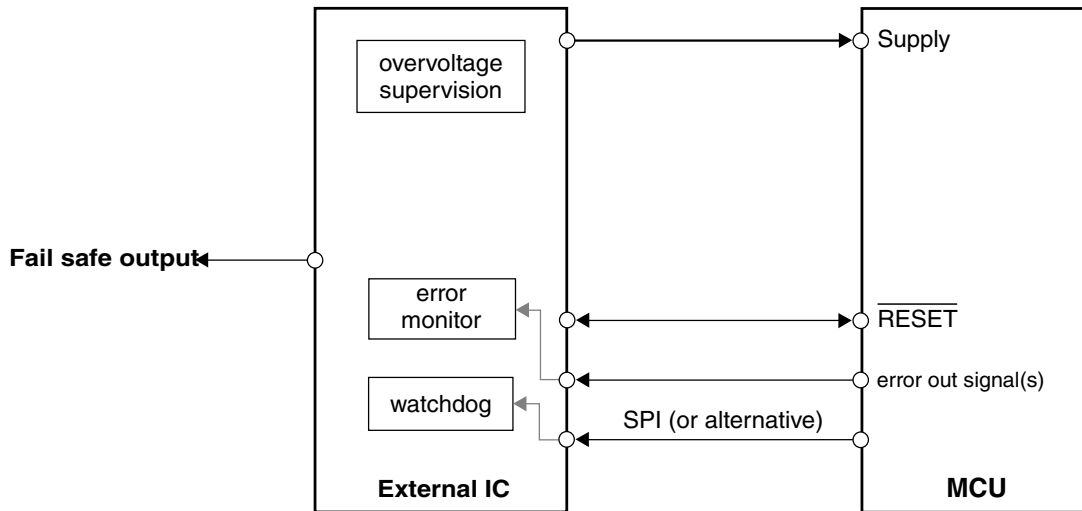 overvoltage
supervision
Supply
Fail safe output
error
monitor
RESET
error out signal(s)
watchdog
SPI (or alternative)
External IC
MCU